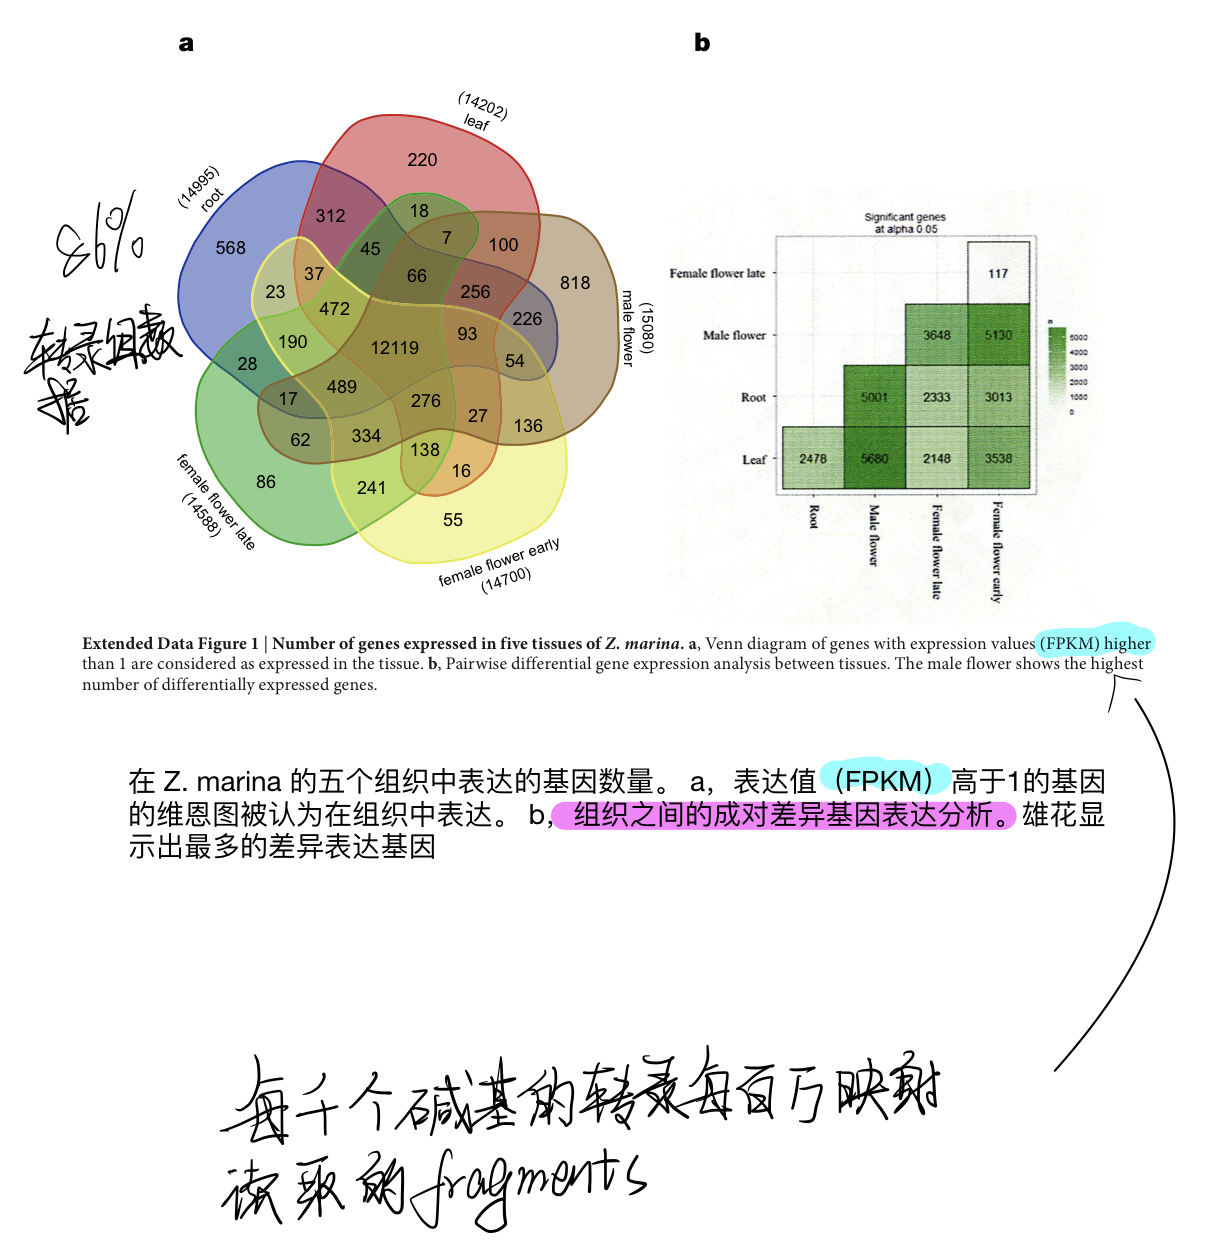 a
b
(14202)
leaf
(14995)
root
220
312
18
568
45
7
100
818
37
66
23
256
472
226
93
190
12119
54
28
489
17
276
27
136
62
334
138
16
86
241
55
male flower
(15080)
female flower late
(14588)
female flower early
(14700)
86%
转录组数
据
Significant genes
at alpha 0.05
Female flower late
117
Male flower
3648
5130
Root
5001
2333
3013
Leaf
2478
5680
2148
3538
Root
Male flower
Female flower late
Female flower early
5000
4000
3000
2000
1000
0
Extended Data Figure 1 | Number of genes expressed in five tissues of Z. marina. a, Venn diagram of genes with expression values (FPKM) higher
than 1 are considered as expressed in the tissue. b, Pairwise differential gene expression analysis between tissues. The male flower shows the highest
number of differentially expressed genes.
在 Z. marina 的五个组织中表达的基因数量。 a，表达值（FPKM）高于1的基因
的维恩图被认为在组织中表达。 b, 组织之间的成对差异基因表达分析。雄花显
示出最多的差异表达基因
每千个碱基的转录每百万映射
读取的fragments